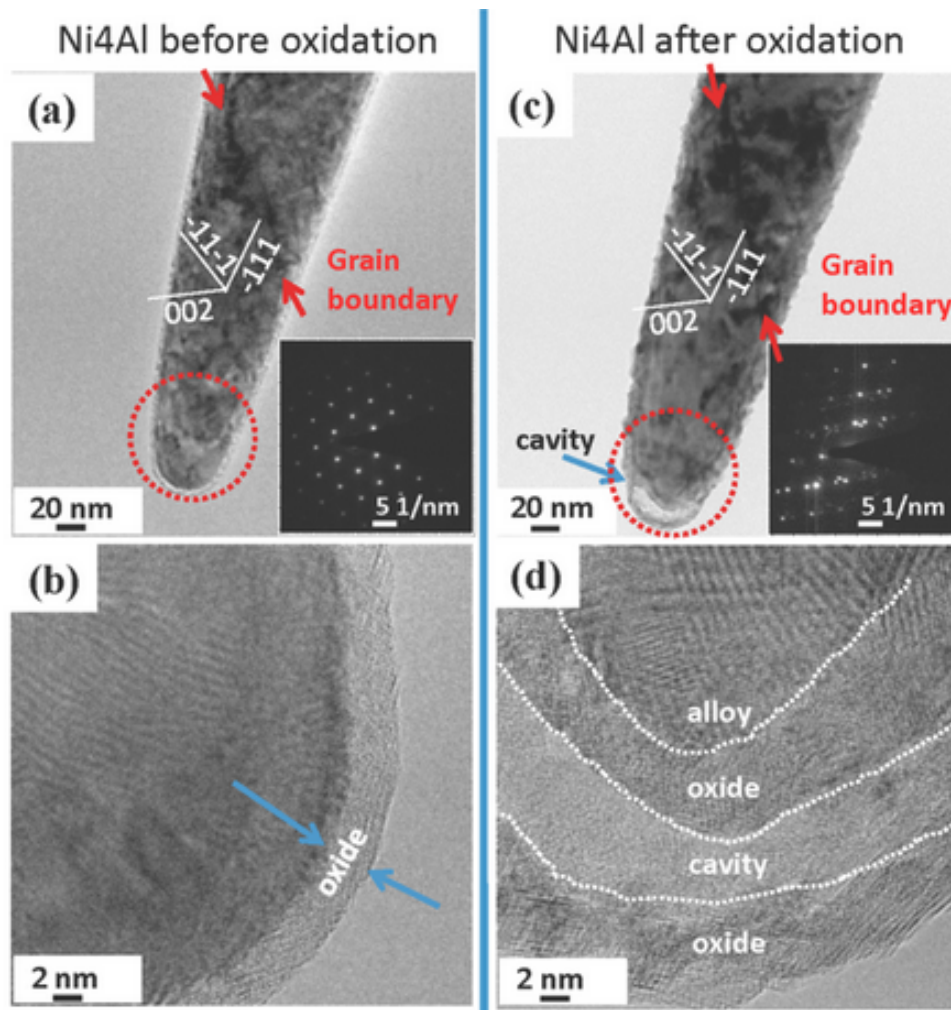 Ni4Al before oxidation
Ni4Al after oxidation
(a)
-11-1
-111
002
Grain
boundary
20 nm
5 1/nm
(c)
-11-1
-111
002
Grain
boundary
cavity
20 nm
5 1/nm
(b)
oxide
2 nm
(d)
alloy
oxide
cavity
oxide
2 nm